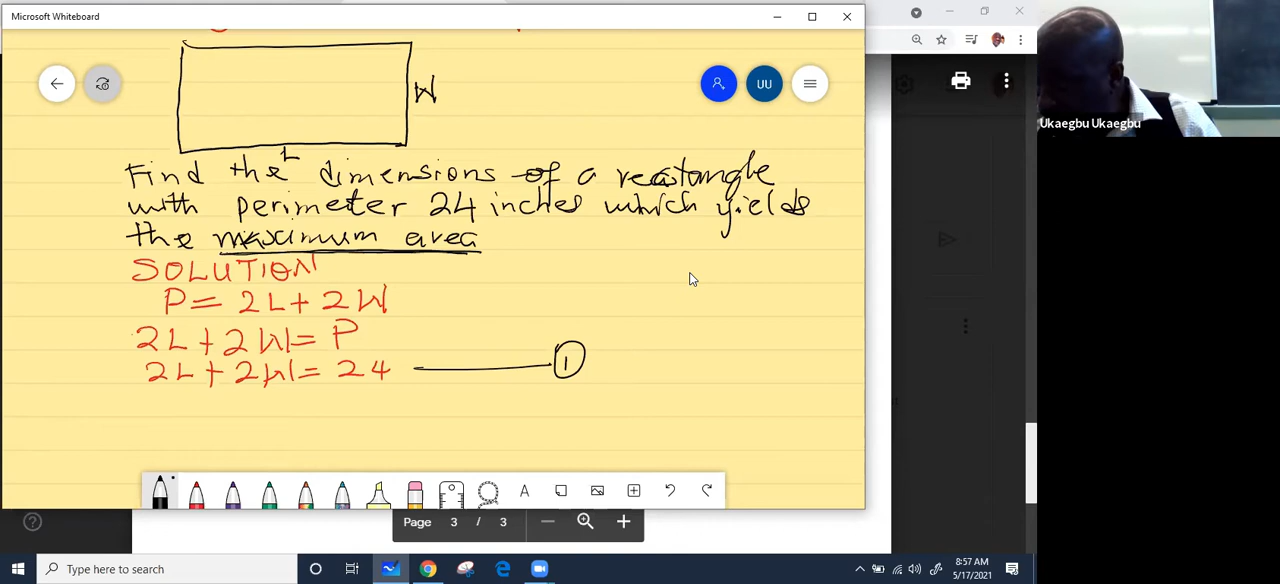 Microsoft Whiteboard
W
UU
L
Find the dimensions of a rectangle
with perimeter 24 inches which yields
the maximum area
SOLUTION
P = 2L + 2W
2L + 2W = P
2L + 2W = 24 1
A
Page 3 / 3
Type here to search
8:57 AM
5/17/2021
Ukaegbu Ukaegbu